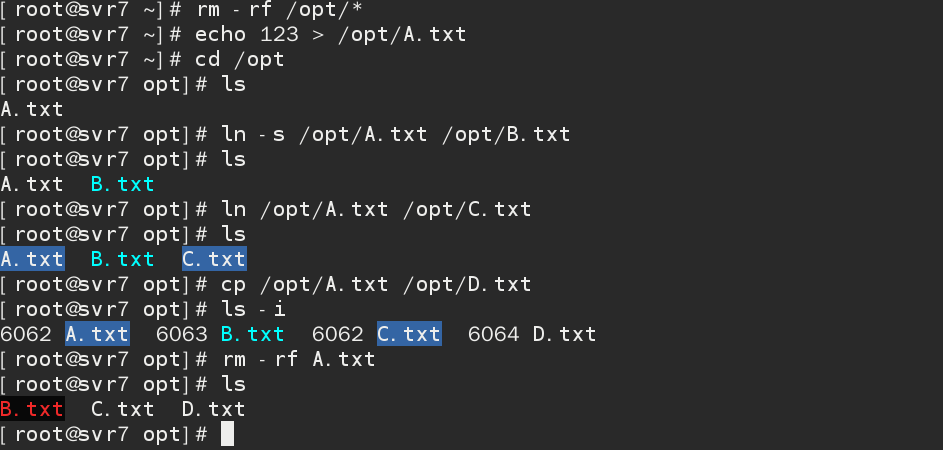 [root@svr7 ~]# rm -rf /opt/*
[root@svr7 ~]# echo 123 > /opt/A.txt
[root@svr7 ~]# cd /opt
[root@svr7 opt]# ls
A.txt
[root@svr7 opt]# ln -s /opt/A.txt /opt/B.txt
[root@svr7 opt]# ls
A.txt  B.txt
[root@svr7 opt]# ln /opt/A.txt /opt/C.txt
[root@svr7 opt]# ls
A.txt  B.txt  C.txt
[root@svr7 opt]# cp /opt/A.txt /opt/D.txt
[root@svr7 opt]# ls -i
6062 A.txt  6063 B.txt  6062 C.txt  6064 D.txt
[root@svr7 opt]# rm -rf A.txt
[root@svr7 opt]# ls
B.txt  C.txt  D.txt
[root@svr7 opt]#